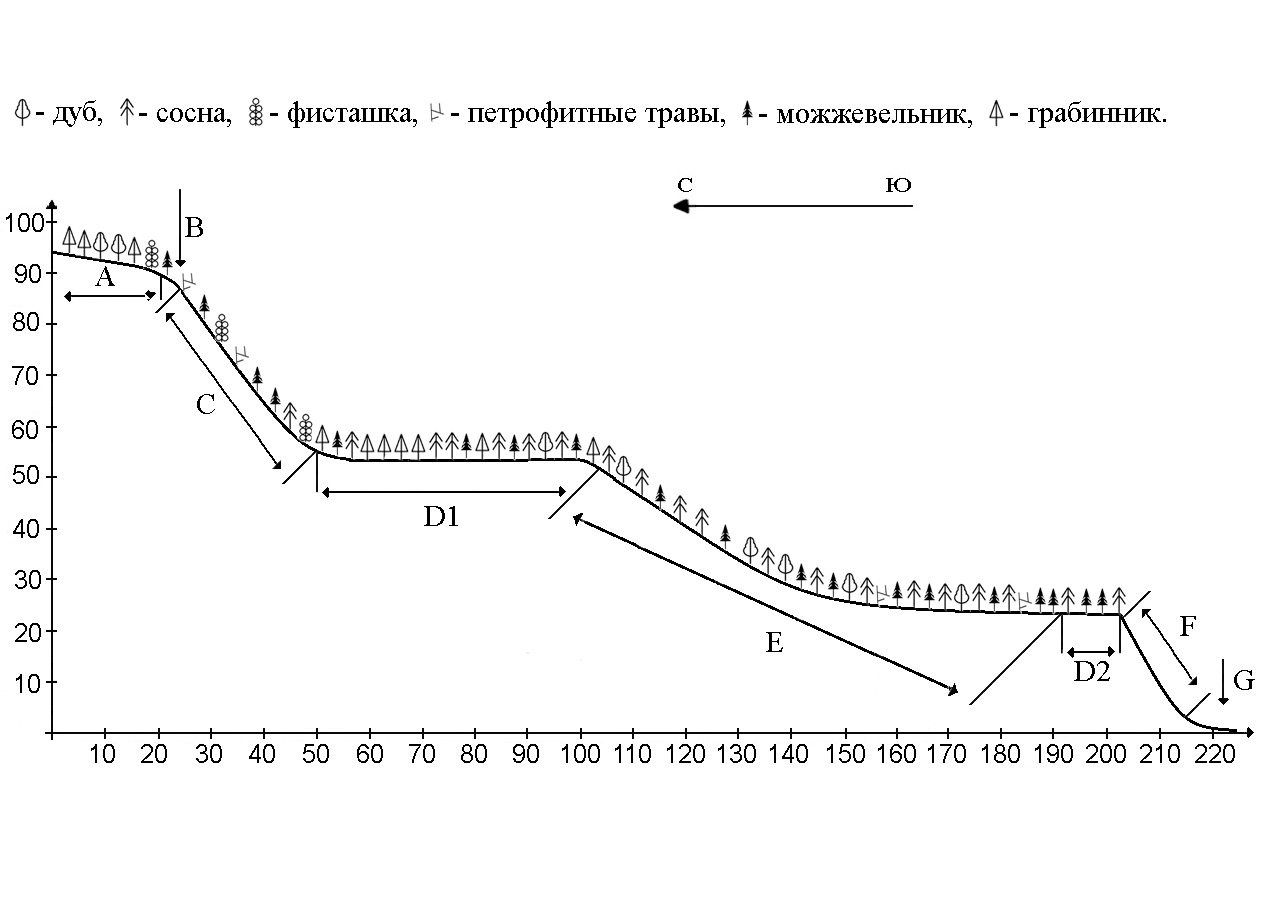 - дуб, - сосна, - фисташка, - петрофитные травы, - можжевельник, - грабинник.
С Ю
100
B
90
A
80
70
C
60
50
D1
40
30
E
F
20
D2
G
10
10 20 30 40 50 60 70 80 90 100 110 120 130 140 150 160 170 180 190 200 210 220